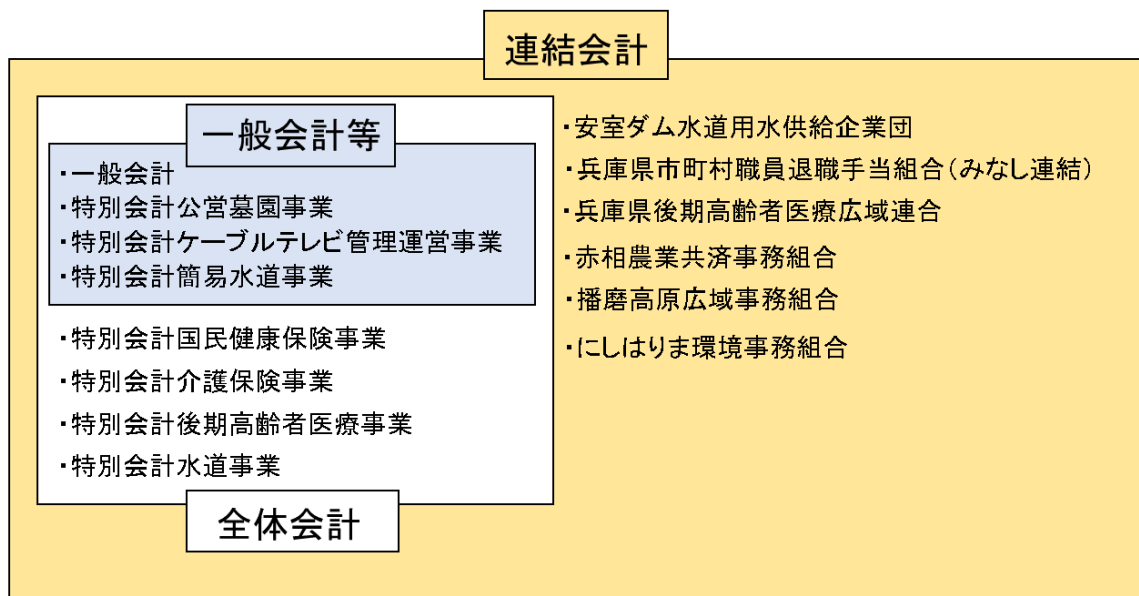 連結会計
一般会計等
・一般会計
・特別会計公営墓園事業
・特別会計ケーブルテレビ管理運営事業
・特別会計簡易水道事業
・特別会計国民健康保険事業
・特別会計介護保険事業
・特別会計後期高齢者医療事業
・特別会計水道事業
全体会計
・安室ダム水道用水供給企業団
・兵庫県市町村職員退職手当組合(みなし連結)
・兵庫県後期高齢者医療広域連合
・赤相農業共済事務組合
・播磨高原広域事務組合
・にしはりま環境事務組合